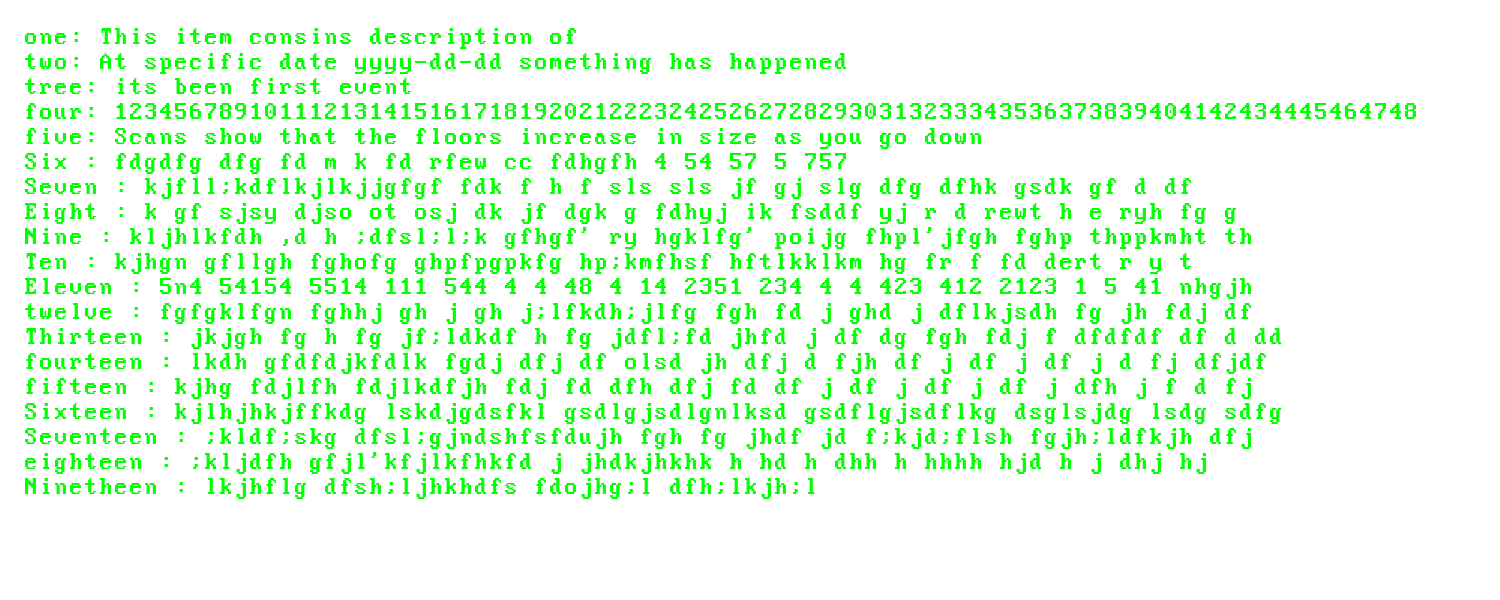 one: This item consins description of
two: At specific date yyyy-dd-dd something has happened
tree: its been first event
four: 123456789101112131415161718192021222324252627282930313233343536373839404142434445464748
five: Scans show that the floors increase in size as you go down
Six : fdgdfg dfg fd m k fd rfew cc fdhgfh 4 54 57 5 757
Seven : kjfll;kdflkjlkjjgfgf fdk f h f sls sls jf gj slg dfg dfhk gsdk gf d df
Eight : k gf sjsy djso ot osj dk jf dgk g fdhyj ik fsddf yj r d rewt h e ryh fg g
Nine : kljhlkfdh ,d h ;dfsl;l;k gfhgf' ry hgklfg' poijg fhpl'jfgh fghp thppkmht th
Ten : kjhgn gfllgh fghofg ghpfpgpkfg hp;kmfhsf hftlkklkm hg fr f fd dert r y t
Eleven : 5n4 54154 5514 111 544 4 4 48 4 14 2351 234 4 4 423 412 2123 1 5 41 nhgjh
twelve : fgfgklfgn fghhj gh j gh j;lfkdh;jlfg fgh fd j ghd j dflkjsdh fg jh fdj df
Thirteen : jkjgh fg h fg jf;ldkdf h fg jdfl;fd jhfd j df dg fgh fdj f dfdfdf df d dd
fourteen : lkdh gfdfdjkfdlk fgdj dfj df olsd jh dfj d fjh df j df j df j d fj dfjdf
fifteen : kjhg fdjlfh fdjlkdfjh fdj fd dfh dfj fd df j df j df j df j dfh j f d fj
Sixteen : kjlhjhkjffkdg lskdjgdsfkl gsdlgjsdlgnlksd gsdflgjsdflkg dsglsjdg lsdg sdfg
Seventeen : ;kldf;skg dfsl;gjndshfsfdujh fgh fg jhdf jd f;kjd;flsh fgjh;ldfkjh dfj
eighteen : ;kljdfh gfjl'kfjlkfhkfd j jhdkjhkhk h hd h dhh h hhhh hjd h j dhj hj
Ninetheen : lkjhflg dfsh;ljhkhdfs fdojhg;l dfh;lkjh;l